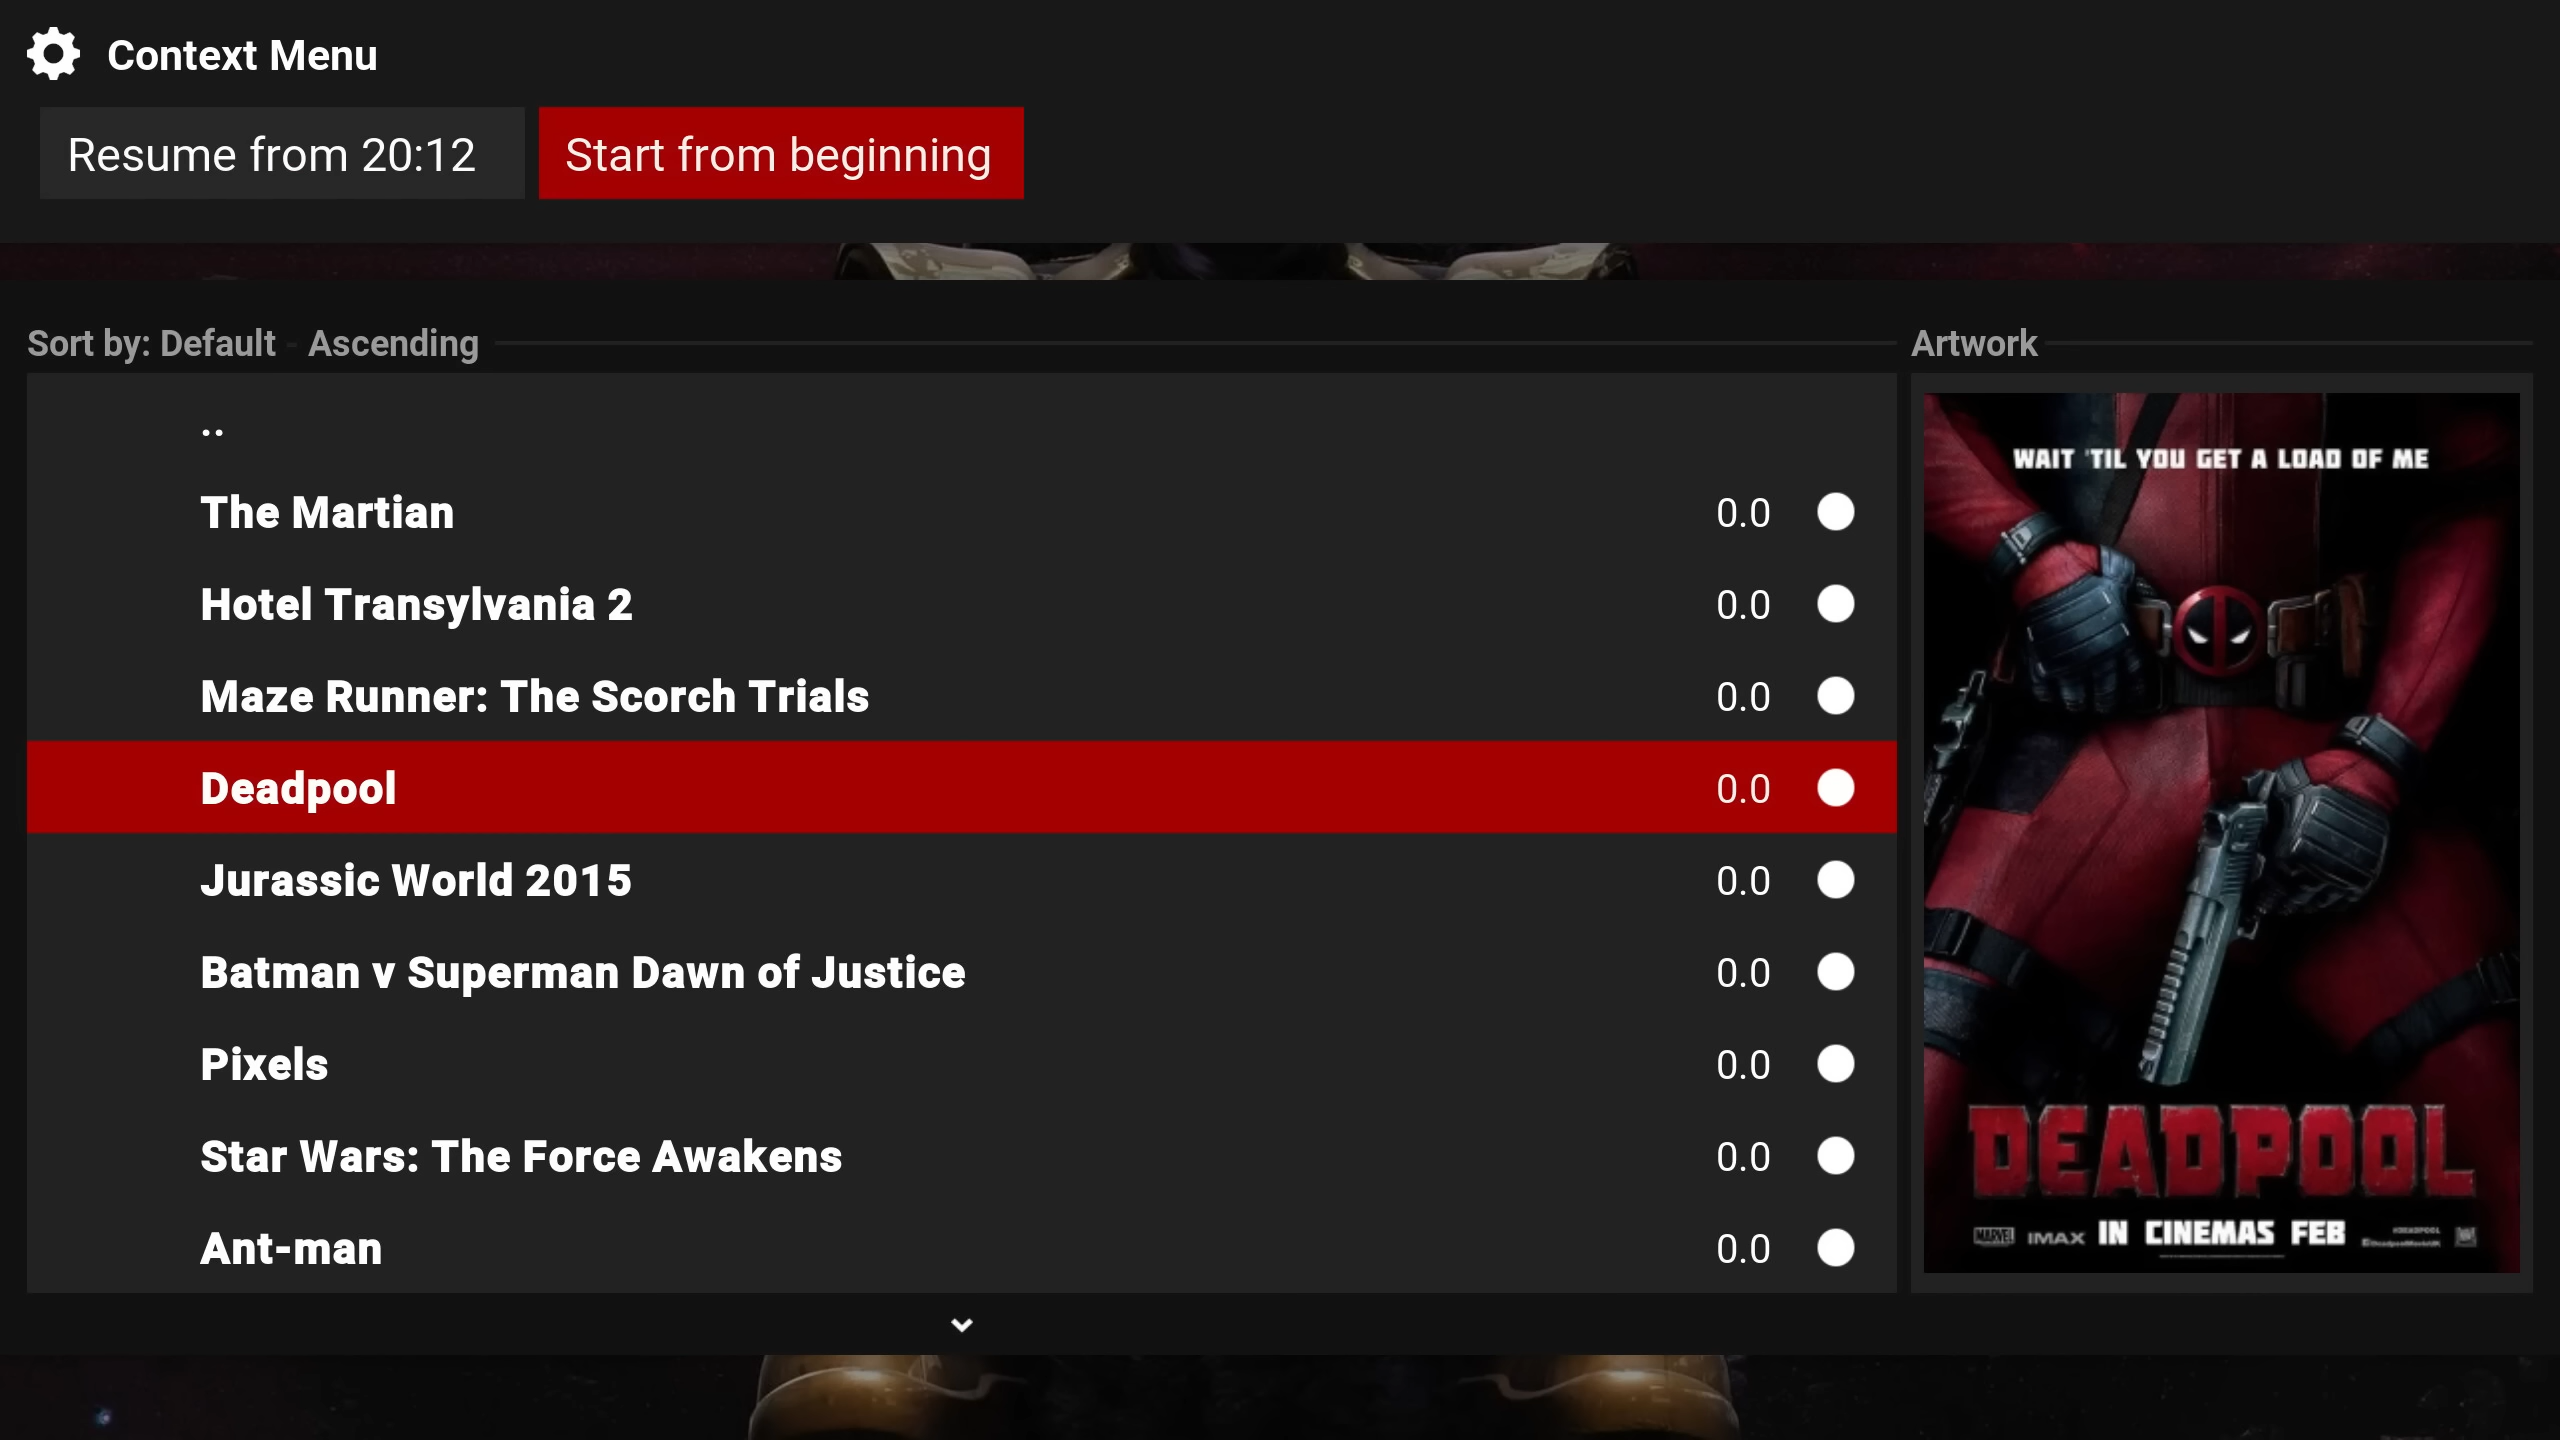 Context Menu
Resume from 20:12
Start from beginning
Sort by: Default - Ascending
Artwork
..
The Martian 0.0
Hotel Transylvania 2 0.0
Maze Runner: The Scorch Trials 0.0
Deadpool 0.0
Jurassic World 2015 0.0
Batman v Superman Dawn of Justice 0.0
Pixels 0.0
Star Wars: The Force Awakens 0.0
Ant-man 0.0
WAIT 'TIL YOU GET A LOAD OF ME
DEADPOOL
MARVEL IMAX IN CINEMAS FEB